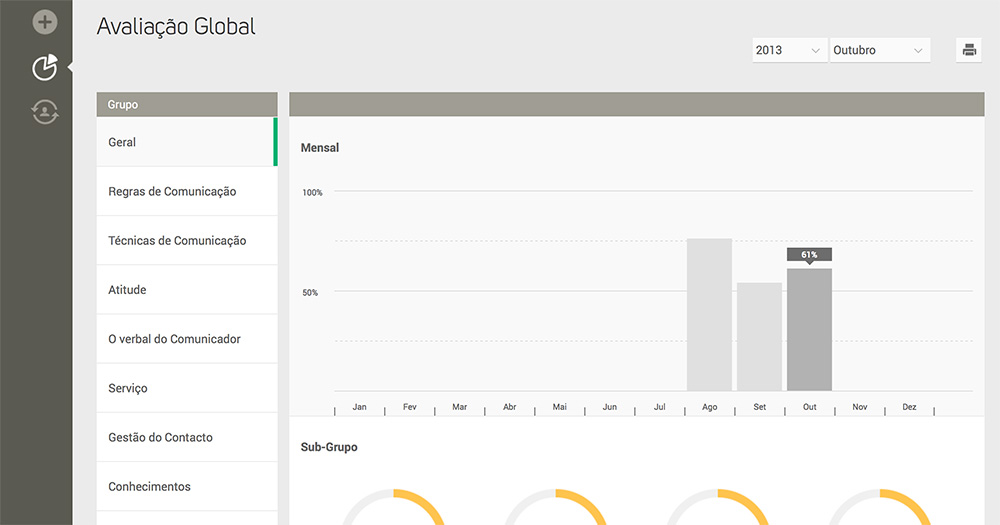 Avaliação Global
2013
Outubro
Grupo
Geral
Regras de Comunicação
Técnicas de Comunicação
Atitude
O verbal do Comunicador
Serviço
Gestão do Contacto
Conhecimentos
Mensal
100%
61%
50%
Jan Fev Mar Abr Mai Jun Jul Ago Set Out Nov Dez
Sub-Grupo